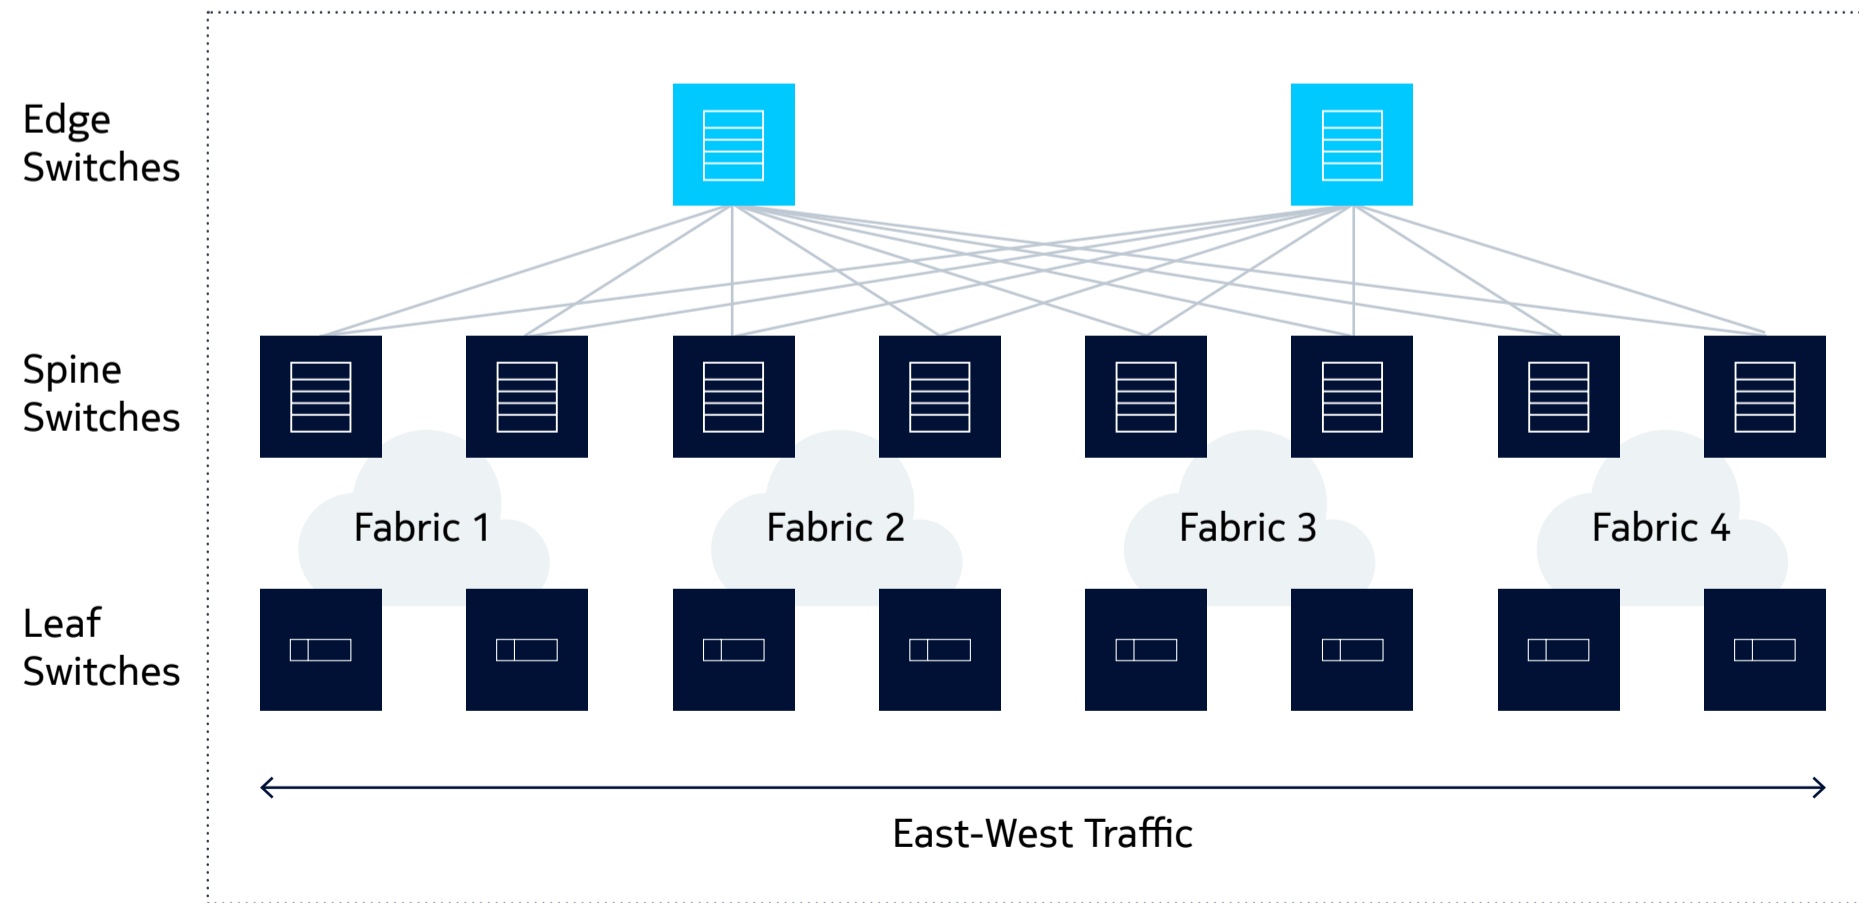 Edge
Switches
Spine
Switches
Fabric 1
Fabric 2
Fabric 3
Fabric 4
Leaf
Switches
East-West Traffic